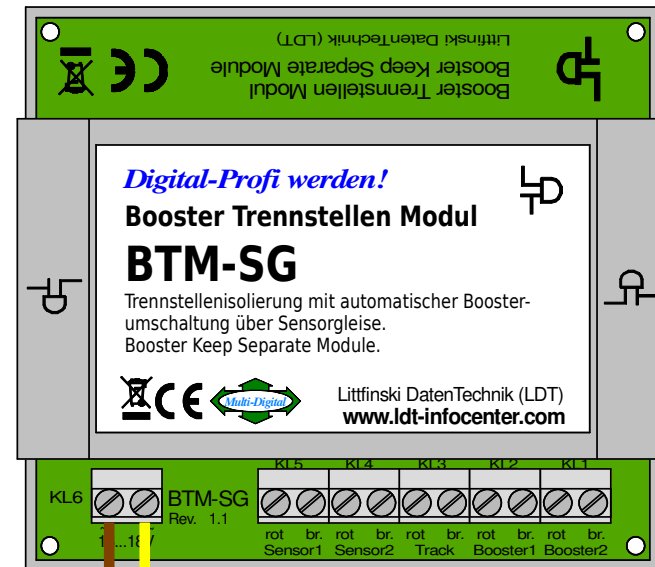 Littfinski DatenTechnik (LDT)
Booster Keep Separate Module
Booster Trennstellen Modul
Digital-Profi werden!
Booster Trennstellen Modul
BTM-SG
Trennstellenisolierung mit automatischer Booster-
umschaltung über Sensorgleise.
Booster Keep Separate Module.
Multi-Digital
Littfinski DatenTechnik (LDT)
www.ldt-infocenter.com
KL5 KL4 KL3 KL2 KL1
KL6 BTM-SG
Rev. 1.1
rot br. rot br. rot br. rot br. rot br.
Sensor1 Sensor2 Track Booster1 Booster2